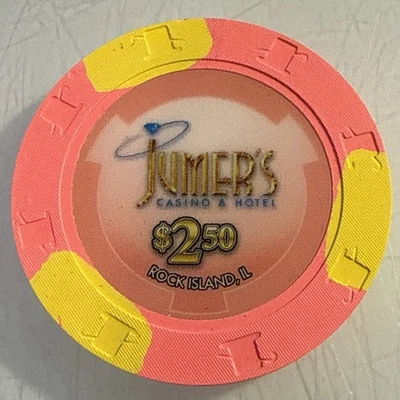 JUMER'S
CASINO & HOTEL
$2.50
ROCK ISLAND, IL